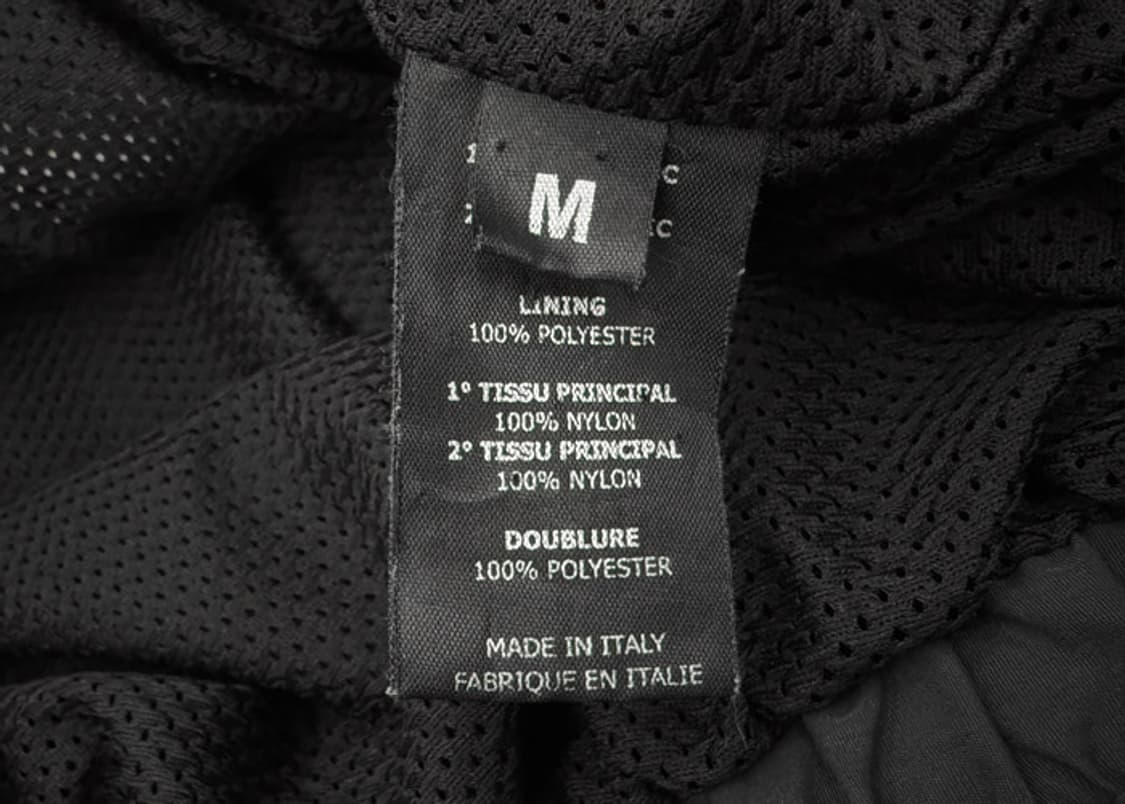 M
LINING
100% POLYESTER
1° TISSU PRINCIPAL
100% NYLON
2° TISSU PRINCIPAL
100% NYLON
DOUBLURE
100% POLYESTER
MADE IN ITALY
FABRIQUE EN ITALIE